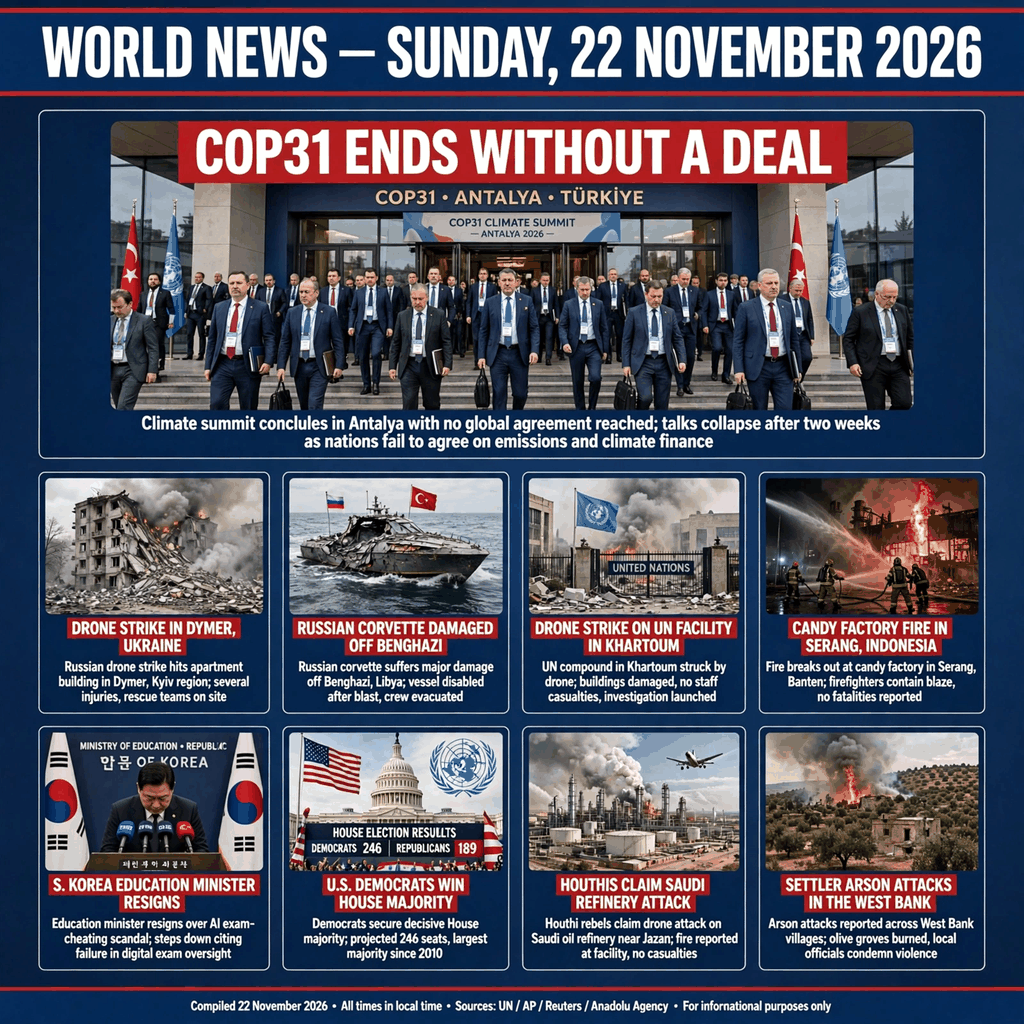 WORLD NEWS — SUNDAY, 22 NOVEMBER 2026
COP31 ENDS WITHOUT A DEAL
COP31 • ANTALYA • TÜRKİYE
COP31 CLIMATE SUMMIT
— ANTALYA 2026 —
Climate summit conclules in Antalya with no global agreement reached; talks collapse after two weeks
as nations fail to agree on emissions and climate finance
DRONE STRIKE IN DYMER,
UKRAINE
Russian drone strike hits apartment
building in Dymer, Kyiv region; several
injuries, rescue teams on site
RUSSIAN CORVETTE DAMAGED
OFF BENGHAZI
Russian corvette suffers major damage
off Benghazi, Libya; vessel disabled
after blast, crew evacuated
UNITED NATIONS
DRONE STRIKE ON UN FACILITY
IN KHARTOUM
UN compound in Khartoum struck by
drone; buildings damaged, no staff
casualties, investigation launched
CANDY FACTORY FIRE IN
SERANG, INDONESIA
Fire breaks out at candy factory in Serang,
Banten; firefighters contain blaze,
no fatalities reported
MINISTRY OF EDUCATION • REPUBL
OF KOREA
S. KOREA EDUCATION MINISTER
RESIGNS
Education minister resigns over AI exam-
cheating scandal; steps down citing
failure in digital exam oversight
HOUSE ELECTION RESULTS
DEMOCRATS 246 | REPUBLICANS 189
U.S. DEMOCRATS WIN
HOUSE MAJORITY
Democrats secure decisive House
majority; projected 246 seats, largest
majority since 2010
HOUTHIS CLAIM SAUDI
REFINERY ATTACK
Houthi rebels claim drone attack on
Saudi oil refinery near Jazan; fire reported
at facility, no casualties
SETTLER ARSON ATTACKS
IN THE WEST BANK
Arson attacks reported across West Bank
villages; olive groves burned, local
officials condemn violence
Compiled 22 November 2026 • All times in local time • Sources: UN / AP / Reuters / Anadolu Agency • For infornational purposes only